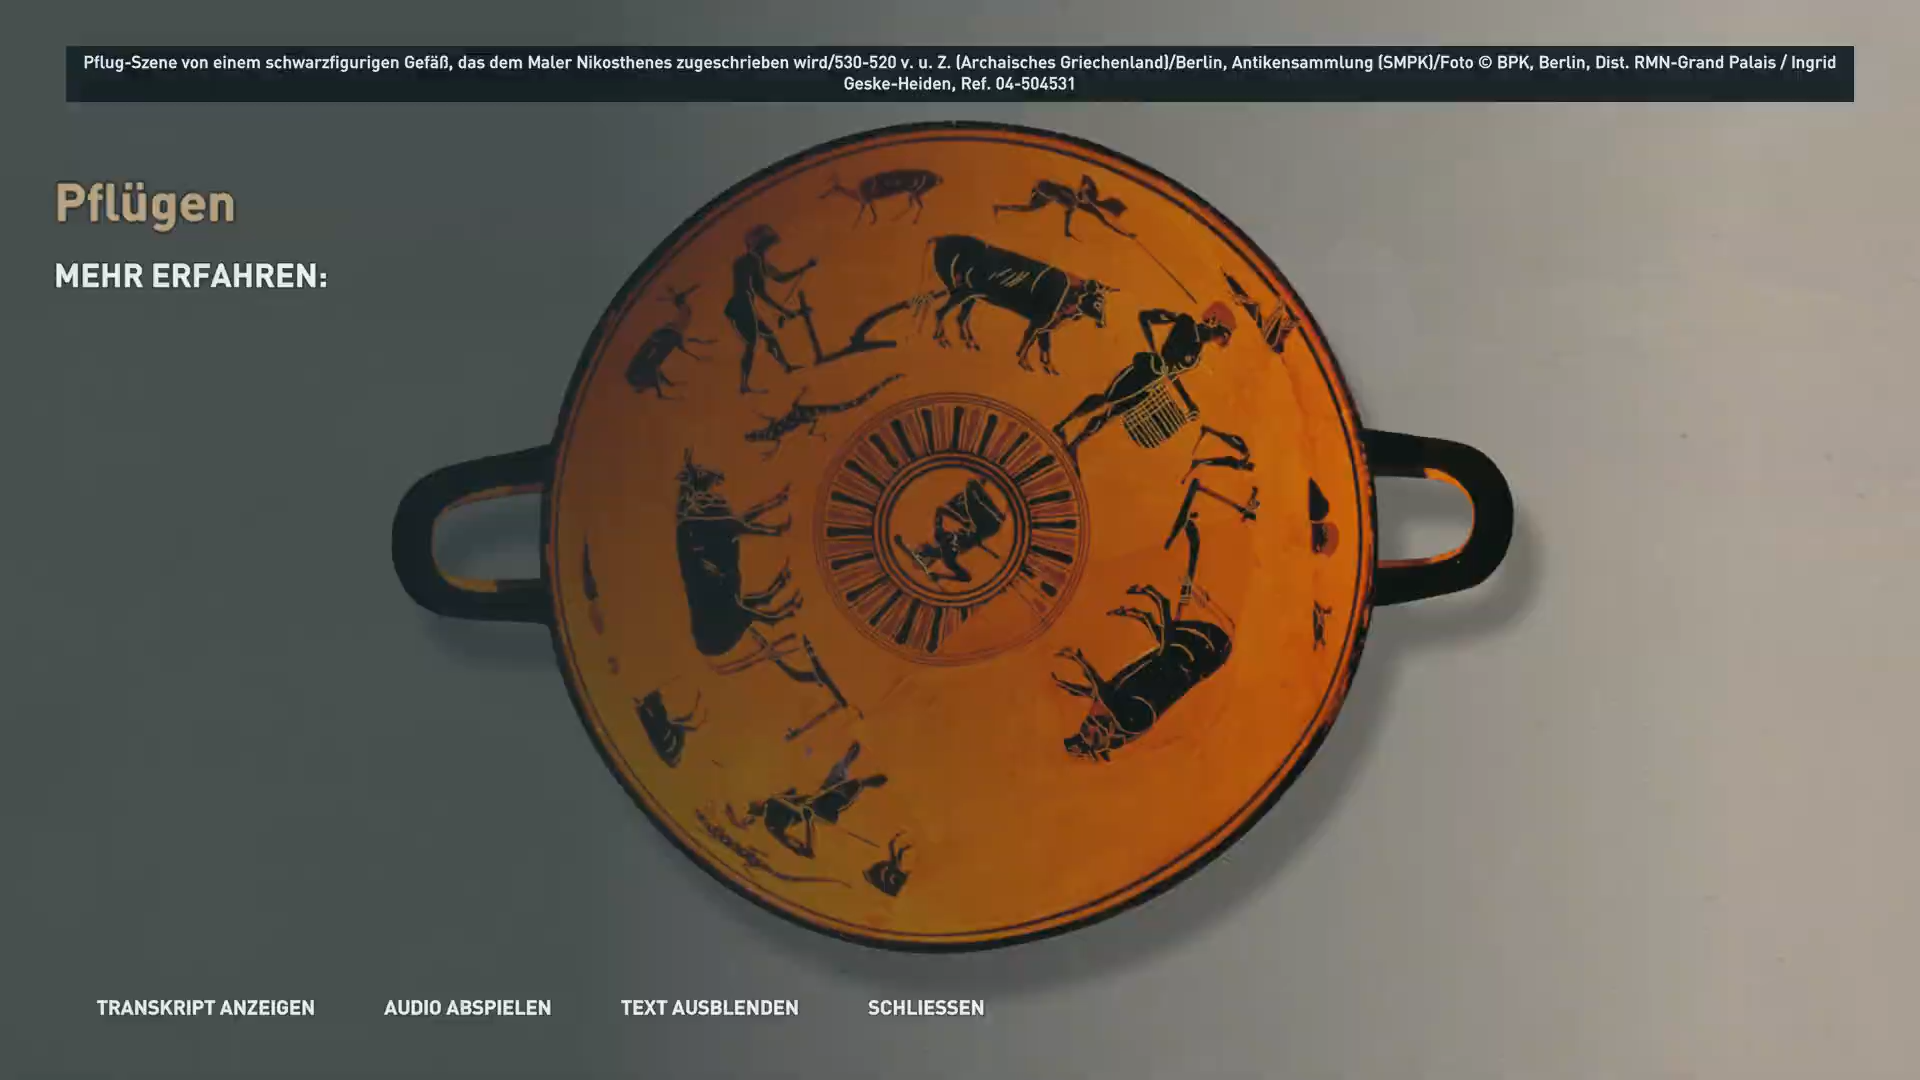 Pflug-Szene von einem schwarzfigurigen Gefäß, das dem Maler Nikosthenes zugeschrieben wird/530-520 v. u. Z. (Archaisches Griechenland)/Berlin, Antikensammlung (SMPK)/Foto © BPK, Berlin, Dist. RMN-Grand Palais / Ingrid
Geske-Heiden, Ref. 04-504531
Pflügen
MEHR ERFAHREN:
TRANSKRIPT ANZEIGEN AUDIO ABSPIELEN TEXT AUSBLENDEN SCHLIESSEN